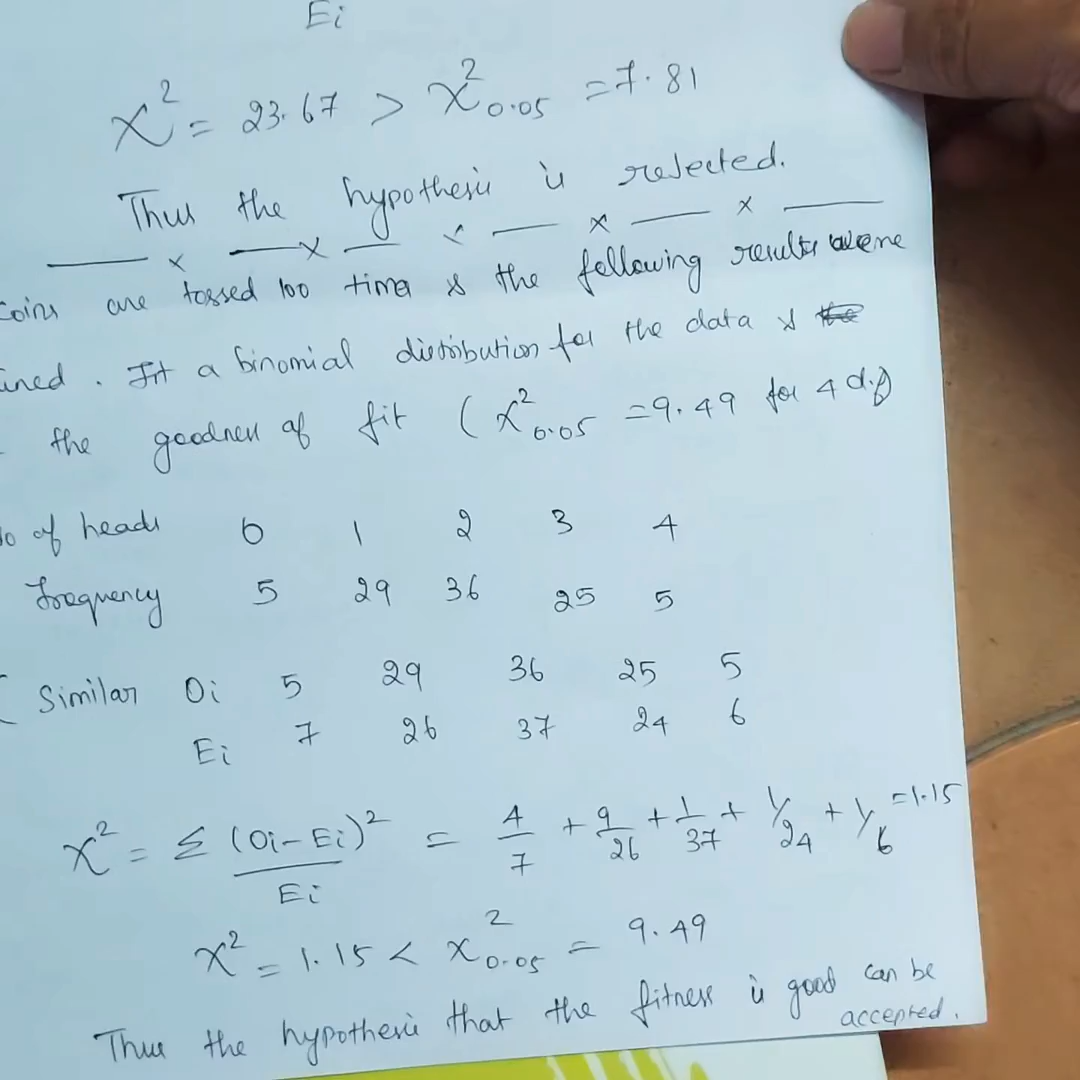 Ei
χ² = 23.67 > χ²0.05 = 7.81
Thus the hypothesis is rejected.
coins are tossed 100 times & the following results were
ined. Fit a binomial distribution for the data & the
the goodness of fit (χ²0.05 = 9.49 for 4 d.f)
o of heads 0 1 2 3 4
Frequency 5 29 36 25 5
Similar Oi 5 29 36 25 5
Ei 7 26 37 24 6
χ² = Σ (Oi - Ei)² / Ei = 4/7 + 9/26 + 1/37 + 1/24 + 1/6 = 1.15
χ² = 1.15 < χ²0.05 = 9.49
Thus the hypothesis that the fitness is good can be accepted.